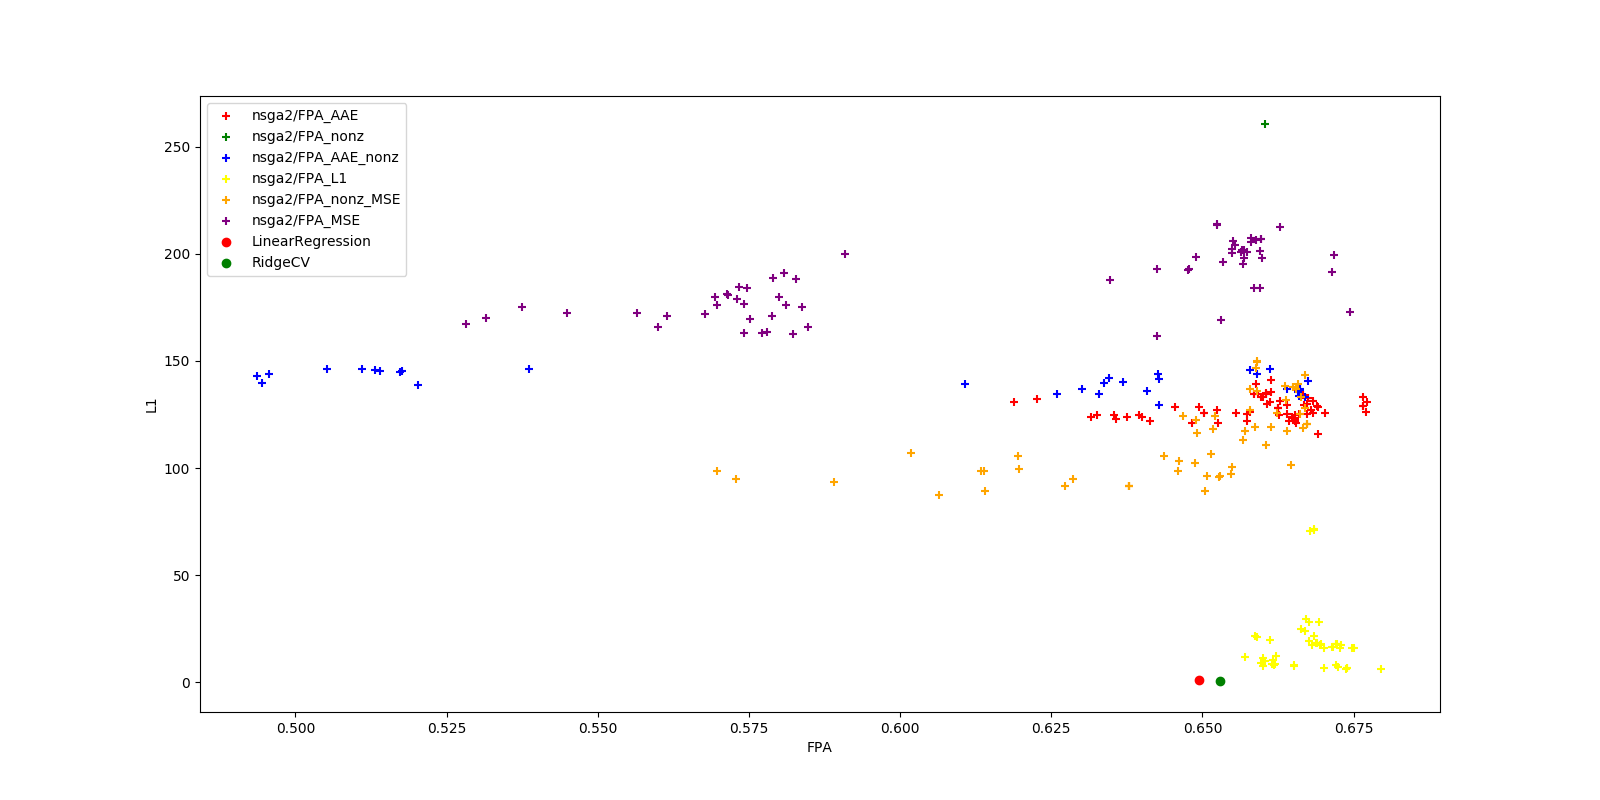 nsga2/FPA_AAE
nsga2/FPA_nonz
nsga2/FPA_AAE_nonz
nsga2/FPA_L1
nsga2/FPA_nonz_MSE
nsga2/FPA_MSE
LinearRegression
RidgeCV
250
200
150
100
50
0
L1
0.500 0.525 0.550 0.575 0.600 0.625 0.650 0.675
FPA